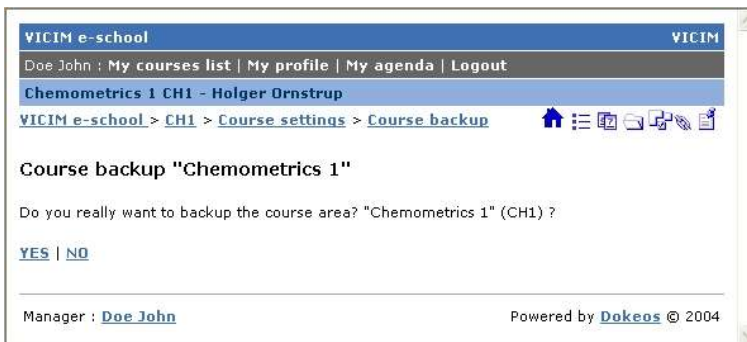 VICIM e-school VICIM
Doe John : My courses list | My profile | My agenda | Logout
Chemometrics 1 CH1 - Holger Ornstrup
VICIM e-school > CH1 > Course settings > Course backup
Course backup "Chemometrics 1"
Do you really want to backup the course area? "Chemometrics 1" (CH1) ?
YES | NO
Manager : Doe John Powered by Dokeos © 2004